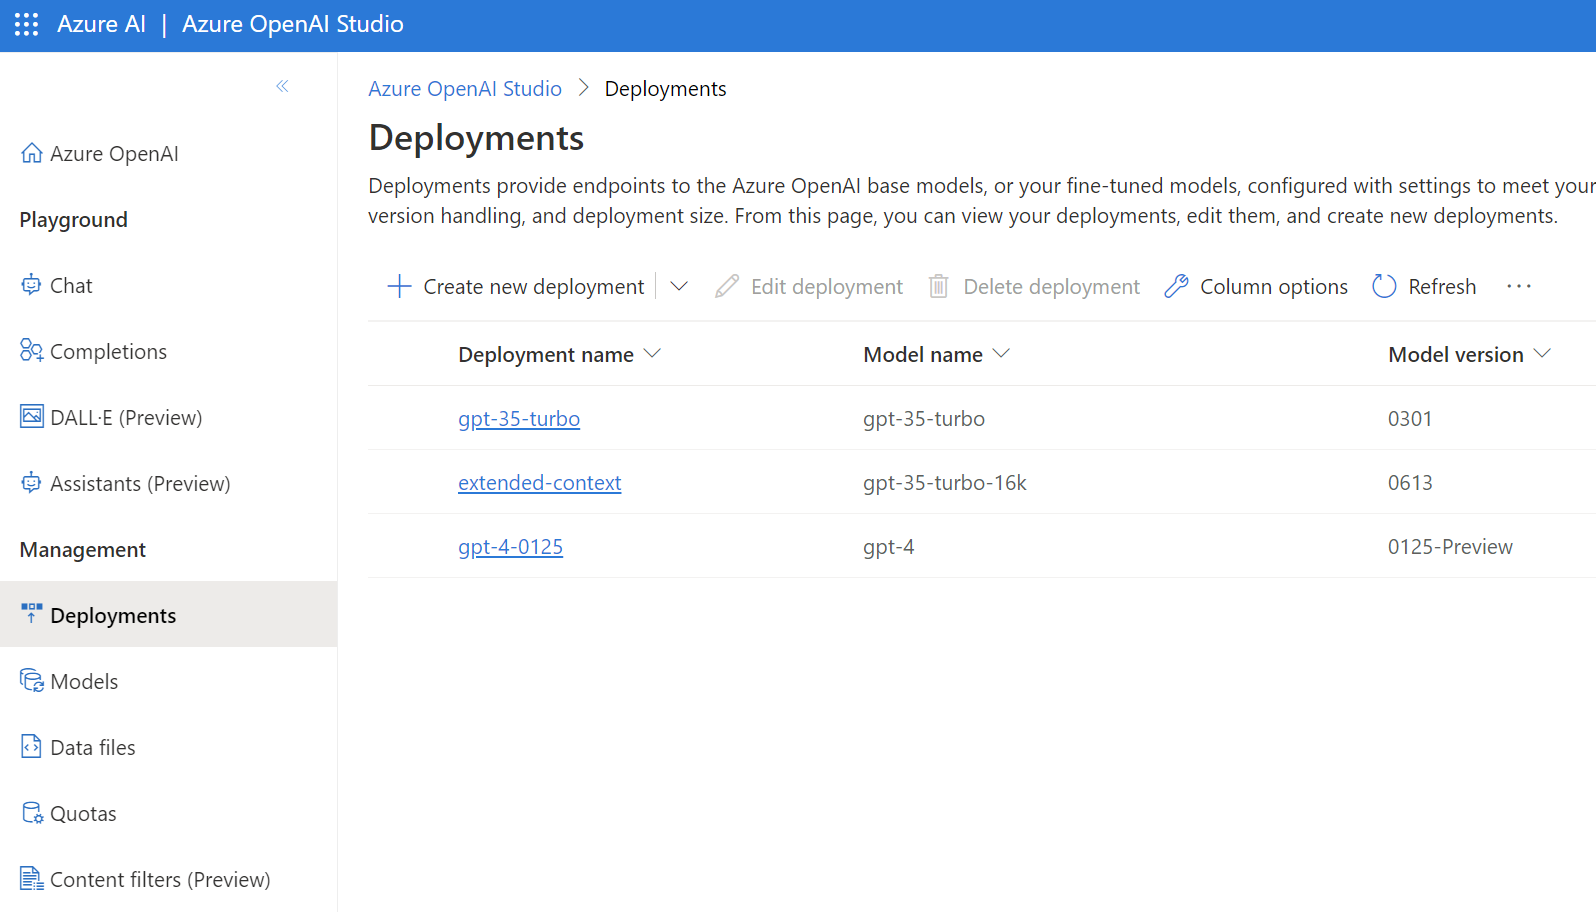 Azure AI | Azure OpenAI Studio
Azure OpenAI
Playground
Chat
Completions
DALL·E (Preview)
Assistants (Preview)
Management
Deployments
Models
Data files
Quotas
Content filters (Preview)
Azure OpenAI Studio > Deployments
Deployments
Deployments provide endpoints to the Azure OpenAI base models, or your fine-tuned models, configured with settings to meet your
version handling, and deployment size. From this page, you can view your deployments, edit them, and create new deployments.
Create new deployment Edit deployment Delete deployment Column options Refresh ...
Deployment name Model name Model version
gpt-35-turbo gpt-35-turbo 0301
extended-context gpt-35-turbo-16k 0613
gpt-4-0125 gpt-4 0125-Preview